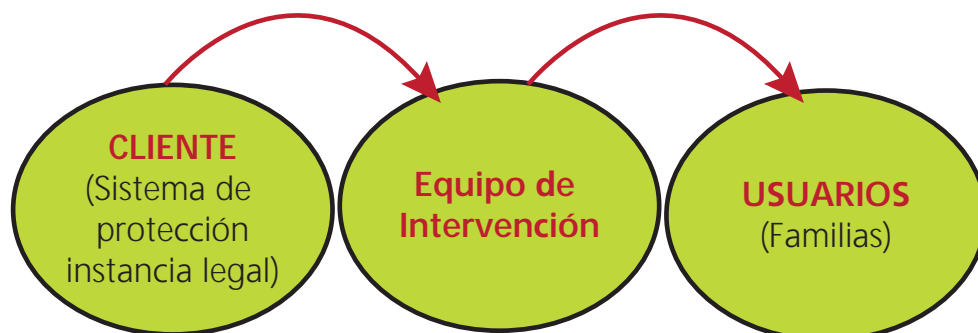 CLIENTE
(Sistema de
protección
instancia legal)
Equipo de
Intervención
USUARIOS
(Familias)